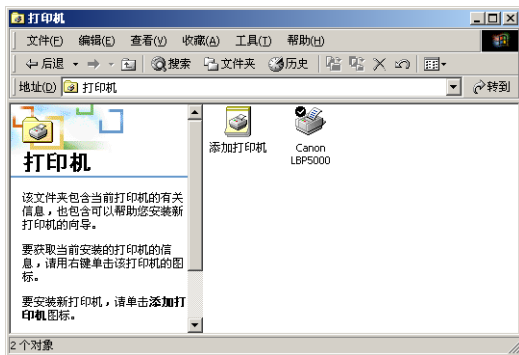 打印机
文件(F) 编辑(E) 查看(V) 收藏(A) 工具(T) 帮助(H)
后退 搜索 文件夹 历史
地址(D) 打印机 转到
打印机
该文件夹包含当前打印机的有关
信息，也包含可以帮助您安装新
打印机的向导。
要获取当前安装的打印机的信
息，请用右键单击该打印机的图
标。
要安装新打印机，请单击添加打
印机图标。
添加打印机
Canon
LBP5000
2 个对象